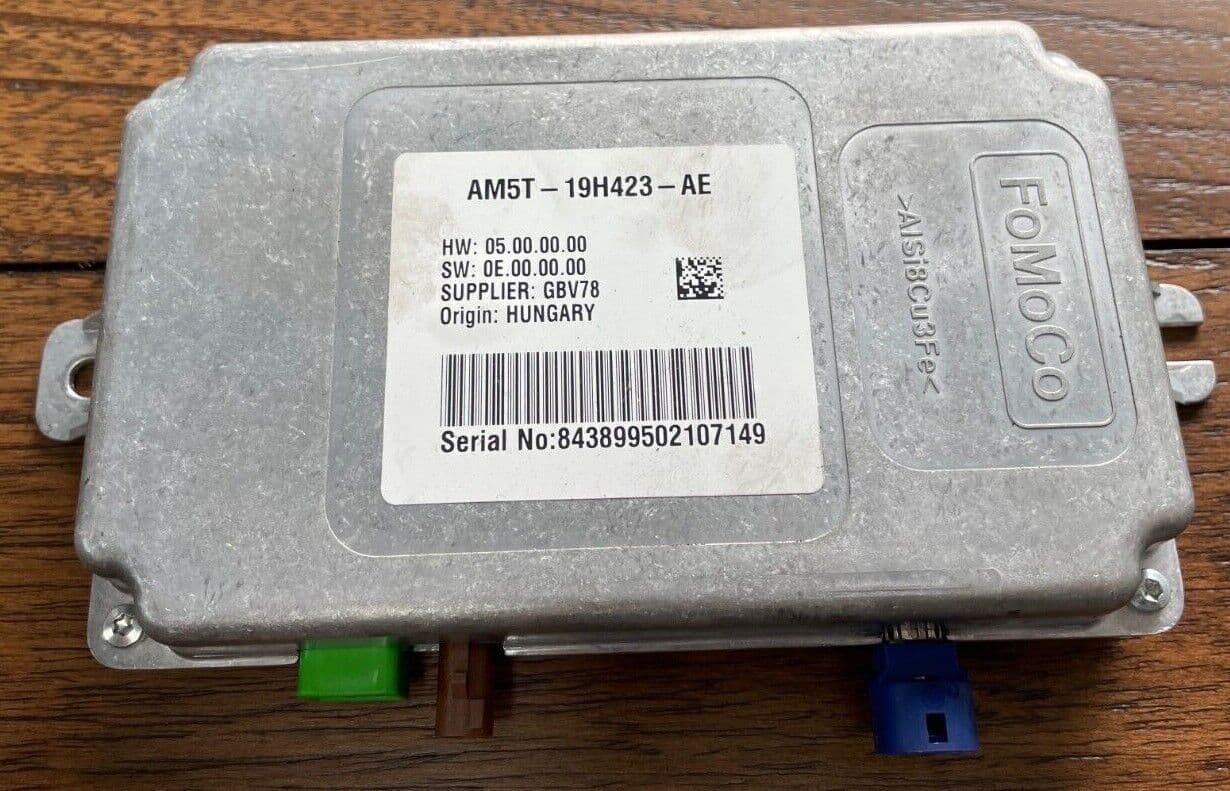 AM5T - 19H423 - AE
HW: 05.00.00.00
SW: 0E.00.00.00
SUPPLIER: GBV78
Origin: HUNGARY
Serial No:843899502107149
FoMoCo
>AlSi8Cu3Fe<